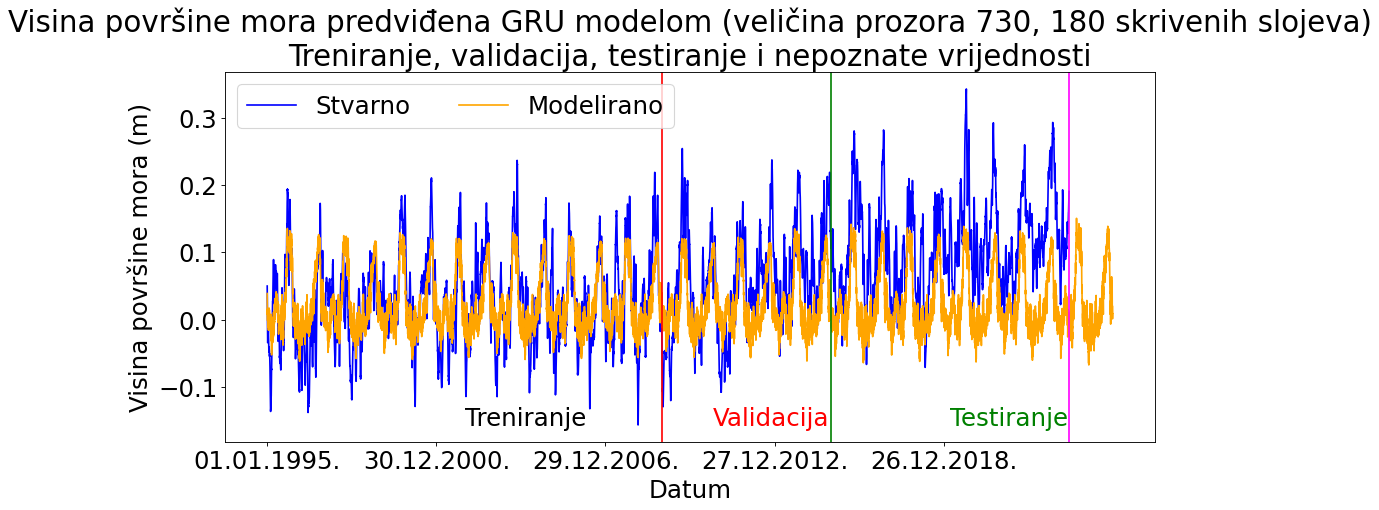 Visina površine mora predviđena GRU modelom (veličina prozora 730, 180 skrivenih slojeva)
Treniranje, validacija, testiranje i nepoznate vrijednosti
Stvarno
Modelirano
Visina površine mora (m)
0.3
0.2
0.1
0.0
−0.1
Treniranje
Validacija
Testiranje
01.01.1995.
30.12.2000.
29.12.2006.
27.12.2012.
26.12.2018.
Datum